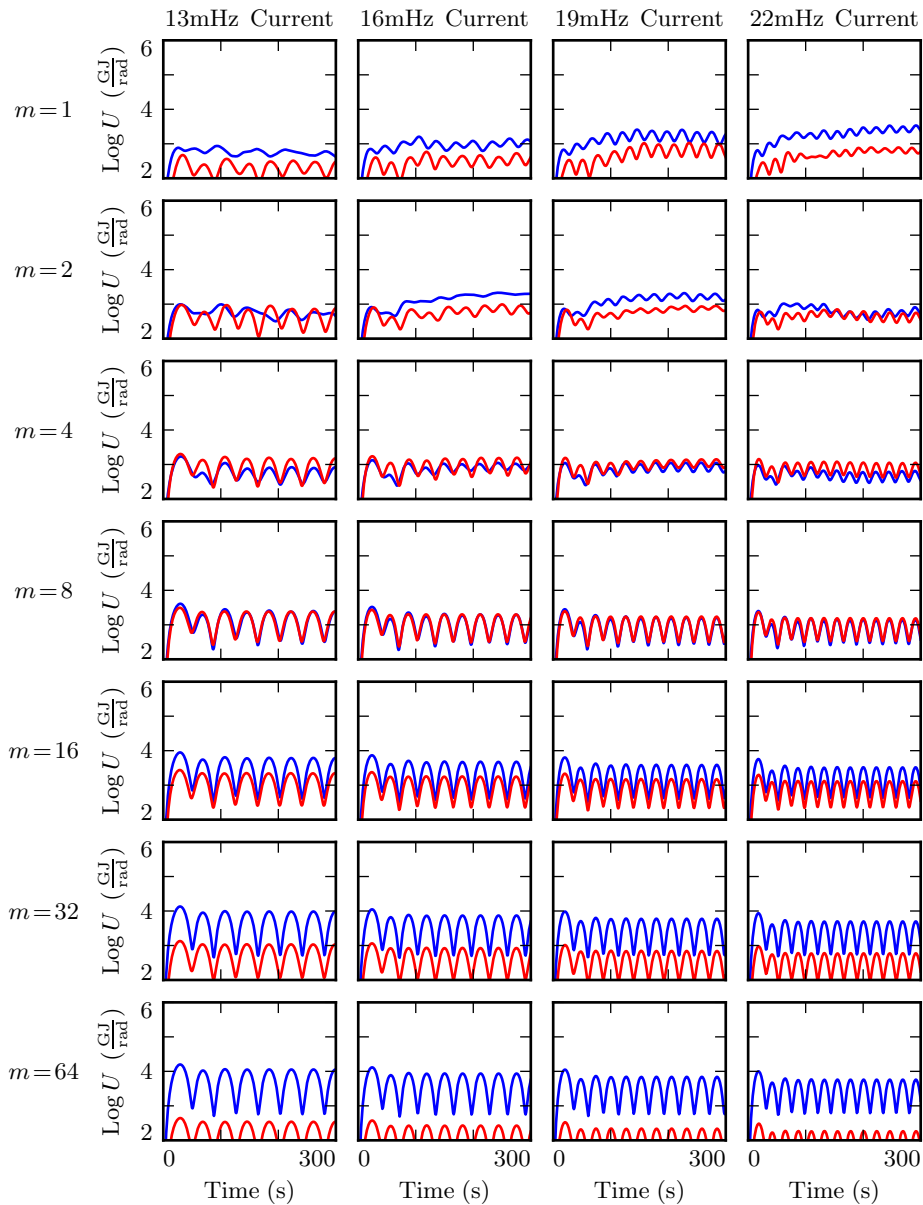 13mHz Current 16mHz Current 19mHz Current 22mHz Current
m=1 Log U (GJ/rad) 6 4 2
m=2 Log U (GJ/rad) 6 4 2
m=4 Log U (GJ/rad) 6 4 2
m=8 Log U (GJ/rad) 6 4 2
m=16 Log U (GJ/rad) 6 4 2
m=32 Log U (GJ/rad) 6 4 2
m=64 Log U (GJ/rad) 6 4 2
0 300 0 300 0 300 0 300
Time (s) Time (s) Time (s) Time (s)